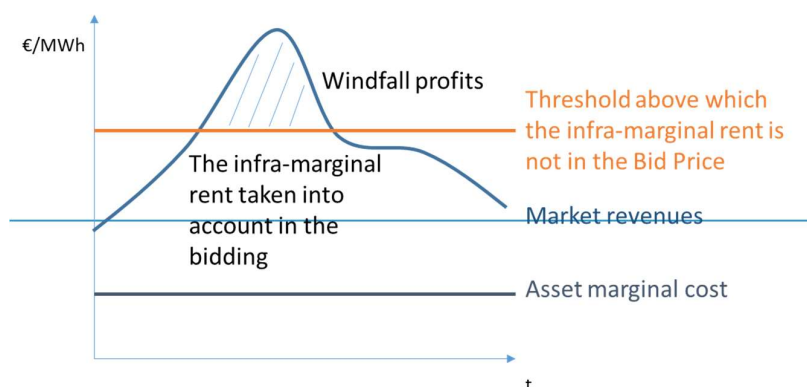 €/MWh
Windfall profits
Threshold above which
the infra-marginal rent is
not in the Bid Price
The infra-marginal
rent taken into
account in the
bidding
Market revenues
Asset marginal cost
t